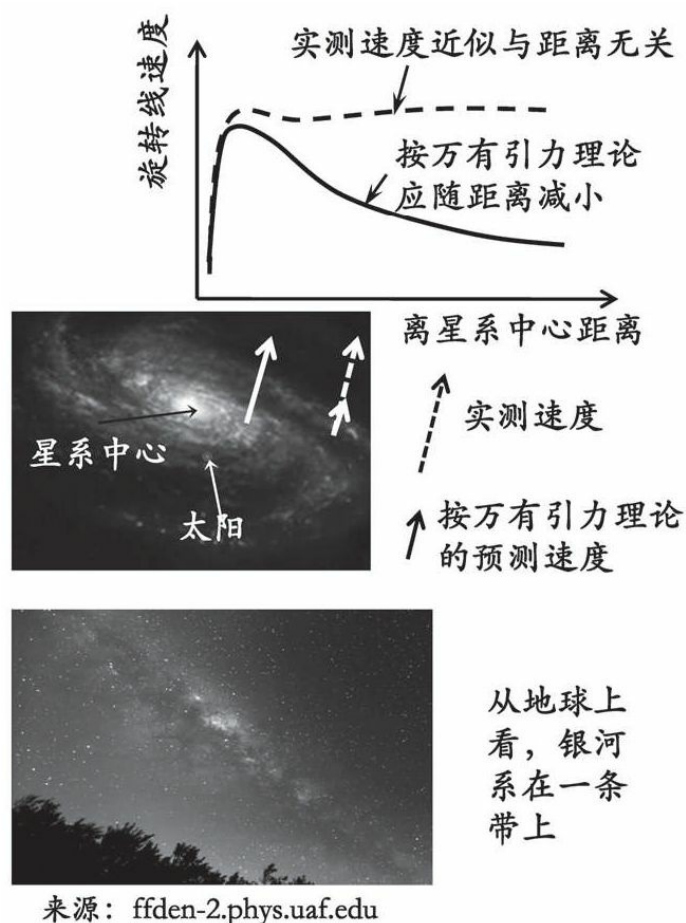 实测速度近似与距离无关
旋转线速度
按万有引力理论
应随距离减小
离星系中心距离
星系中心
太阳
实测速度
按万有引力理论
的预测速度
从地球上
看，银河
系在一条
带上
来源：ffden-2.phys.uaf.edu